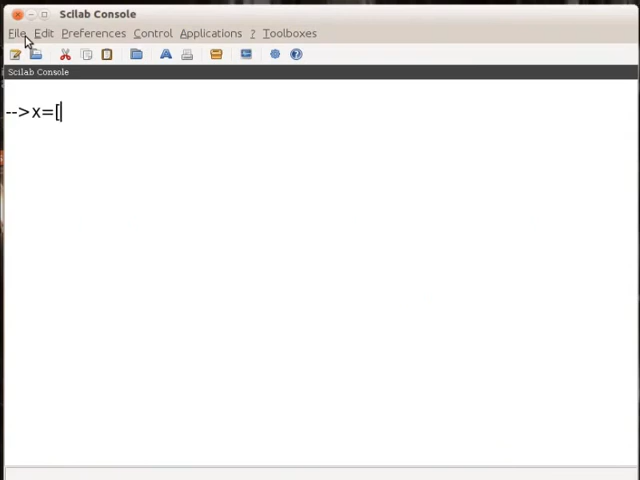 Scilab Console
File Edit Preferences Control Applications ? Toolboxes
Scilab Console
-->x=[